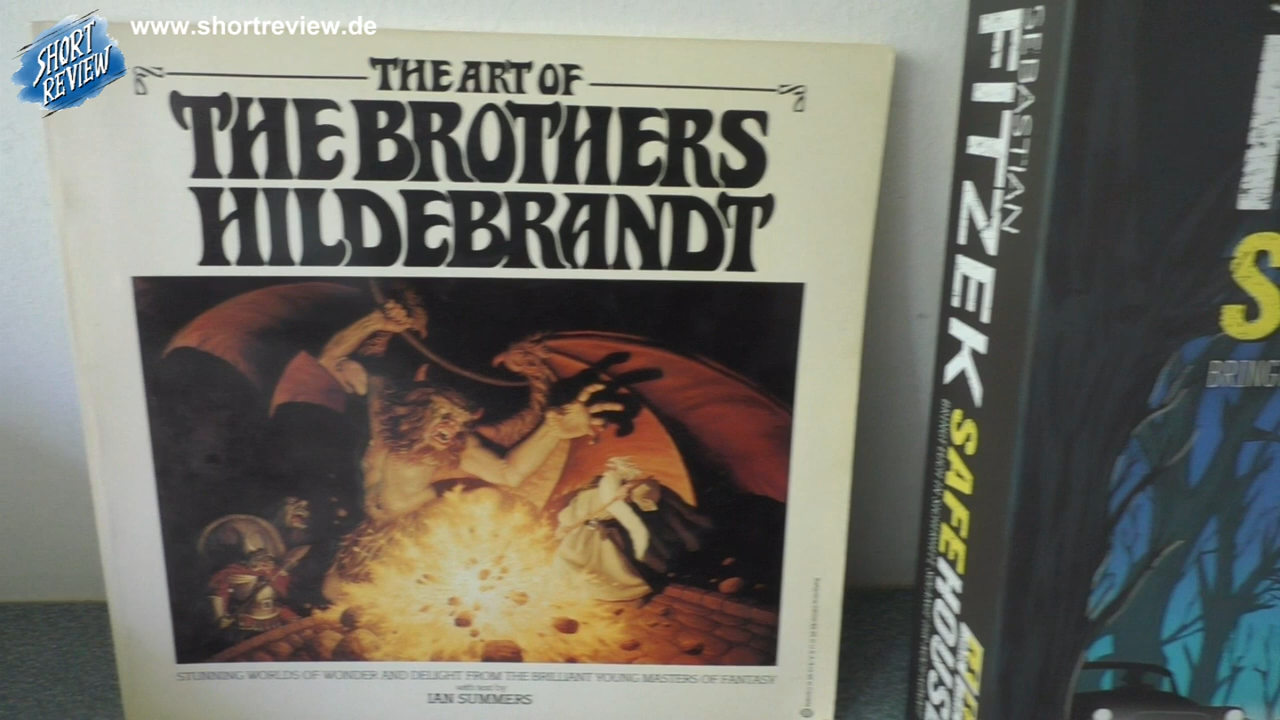 www.shortreview.de
SHORT
REVIEW
THE ART OF
THE BROTHERS
HILDEBRANDT
STUNNING WORLDS OF WONDER AND DELIGHT FROM THE BRILLIANT YOUNG MASTERS OF FANTASY
with text by
IAN SUMMERS
SEBASTIAN
FITZEK
SAFEHOUSE
S
BRING